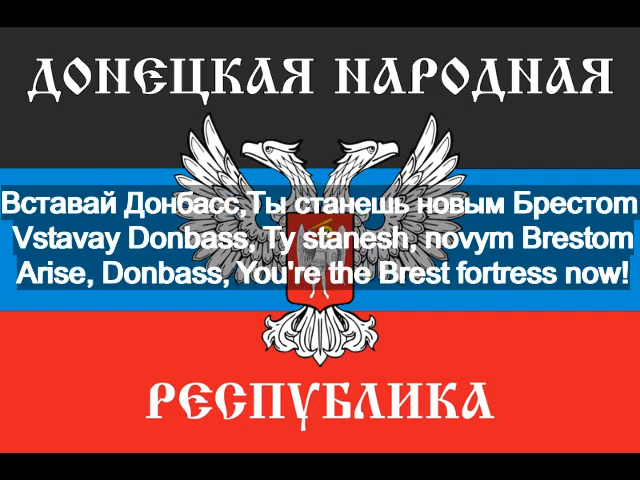 ДОНЕЦКАЯ НАРОДНАЯ
Вставай Донбасс,Ты станешь новым Брестом
Vstavay Donbass, Ty stanesh, novym Brestom
Arise, Donbass, You're the Brest fortress now!
РЕСПУБЛИКА